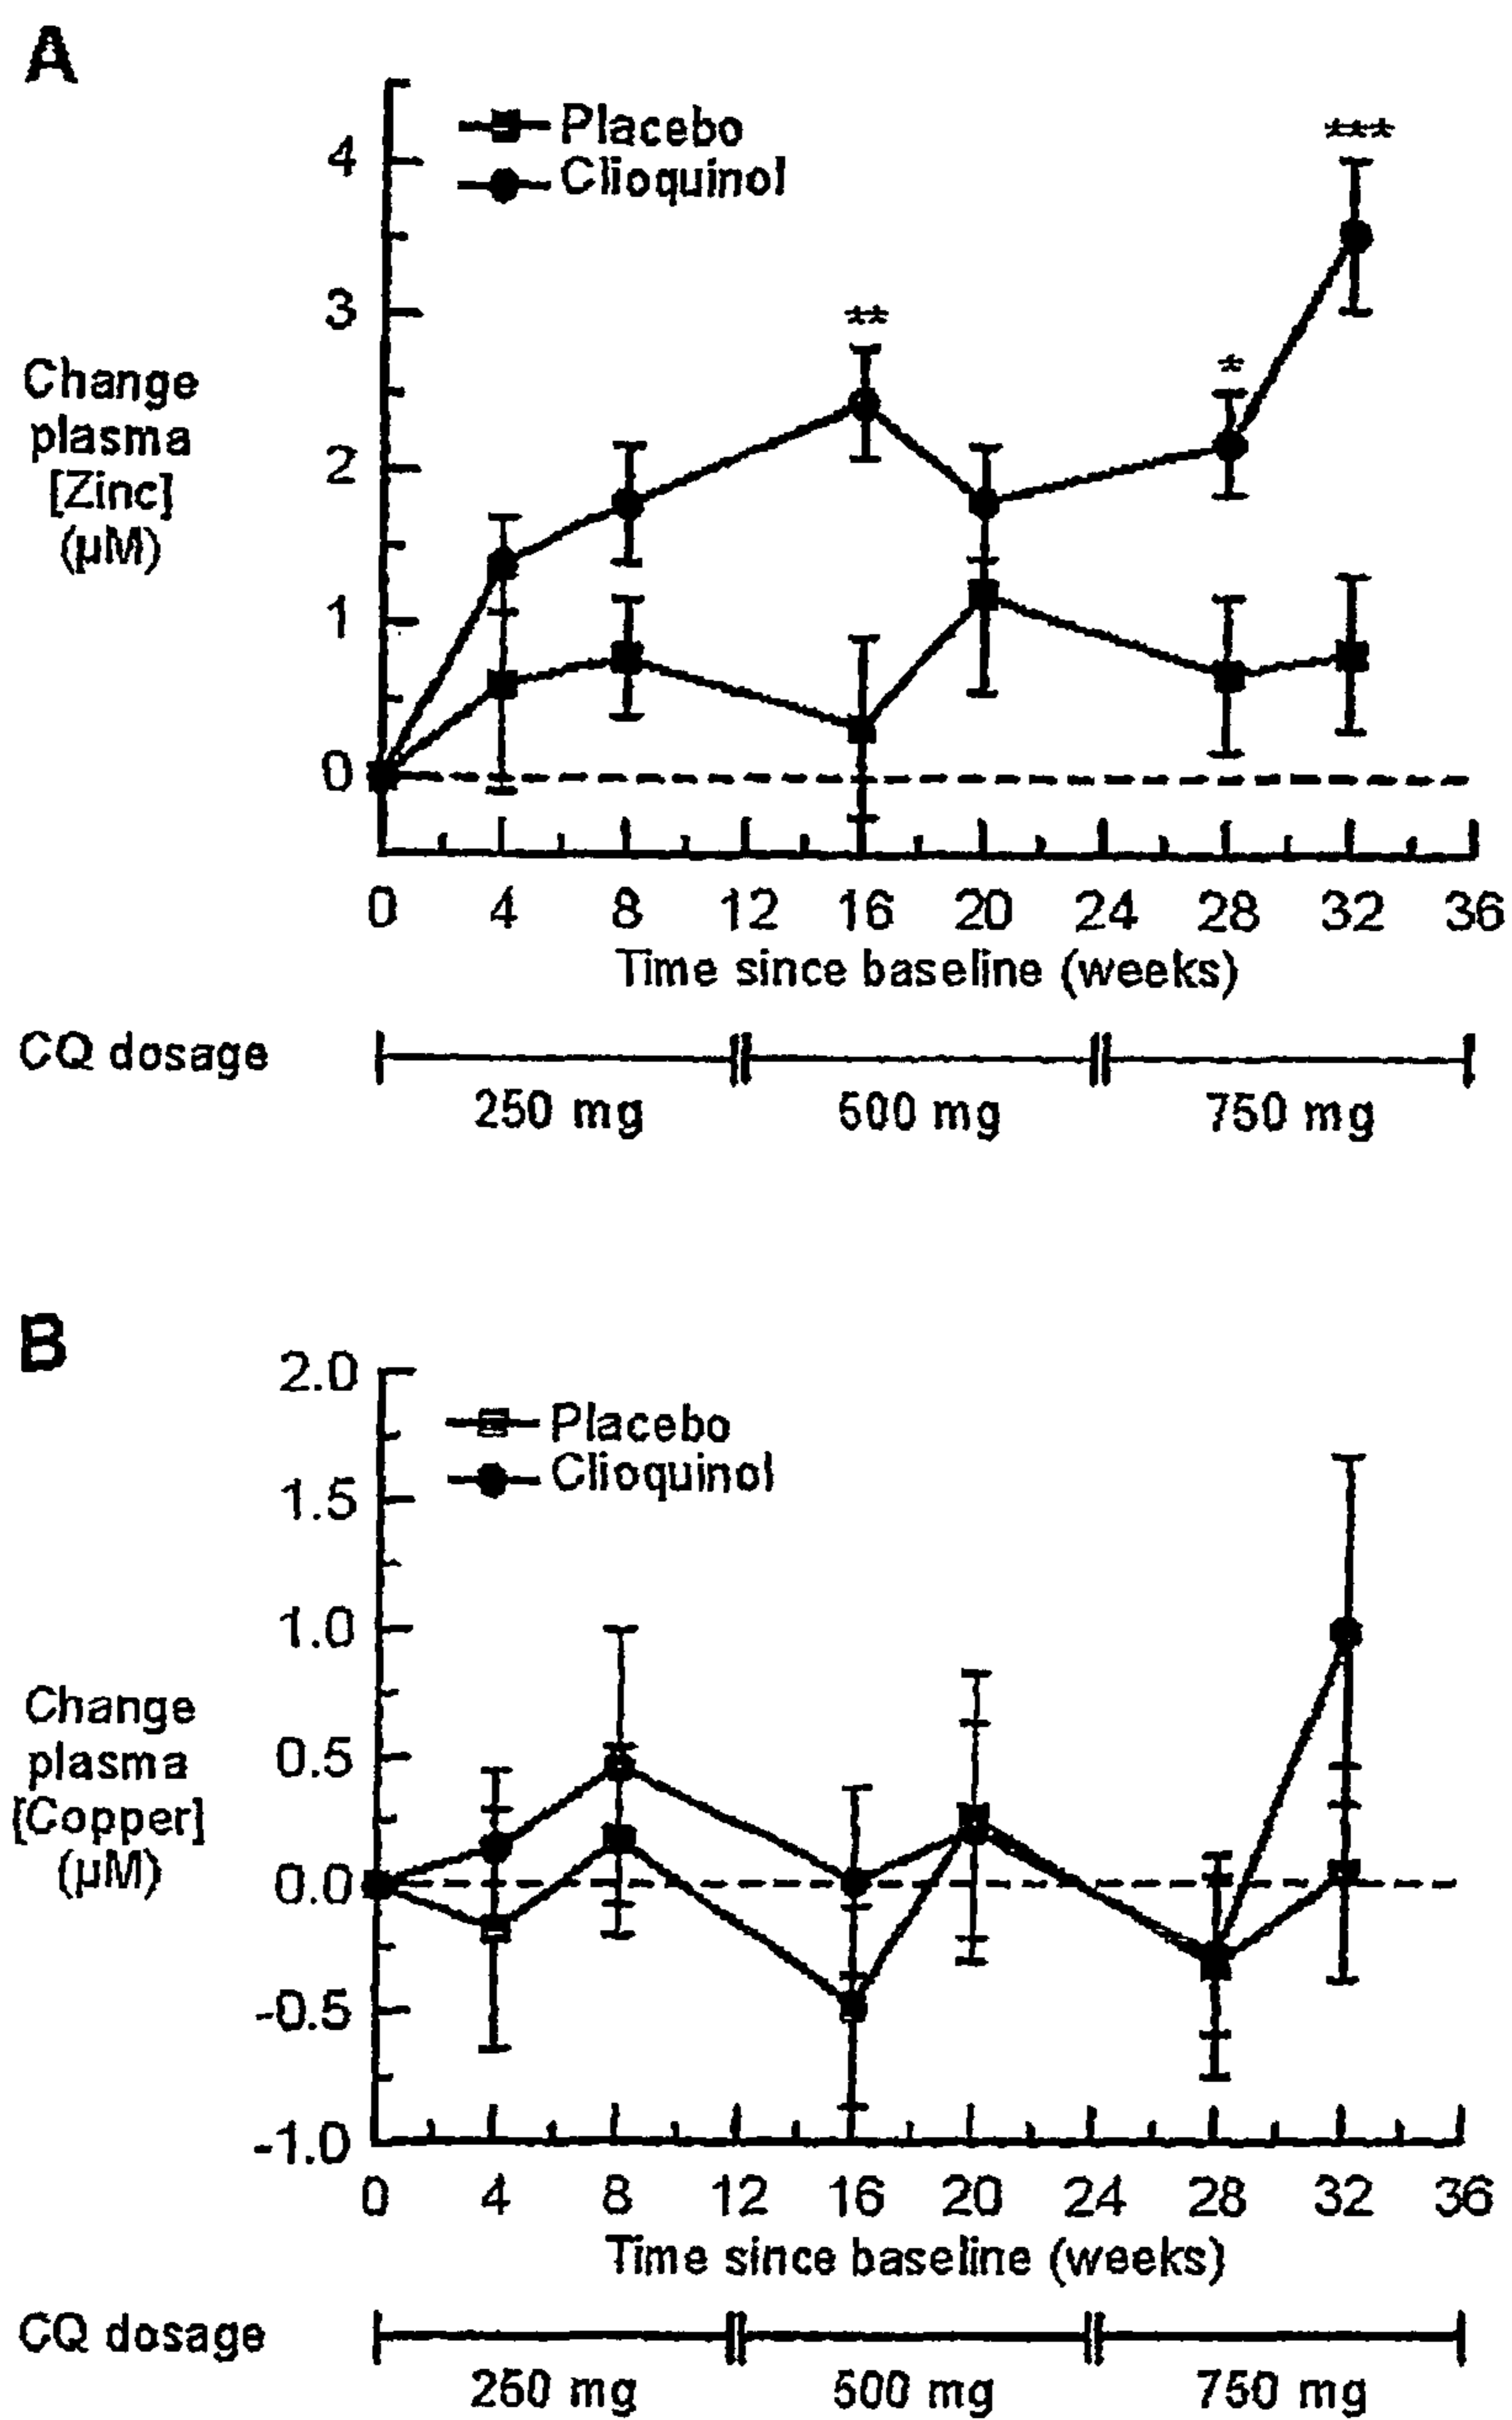 A
Placebo
Clioquinol
***
**
*
4
3
2
1
0
Change
plasma
[Zinc]
(µM)
0 4 8 12 16 20 24 28 32 36
Time since baseline (weeks)
CQ dosage
250 mg 500 mg 750 mg
B
Placebo
Clioquinol
2.0
1.5
1.0
0.5
0.0
-0.5
-1.0
Change
plasma
[Copper]
(µM)
0 4 8 12 16 20 24 28 32 36
Time since baseline (weeks)
CQ dosage
250 mg 500 mg 750 mg